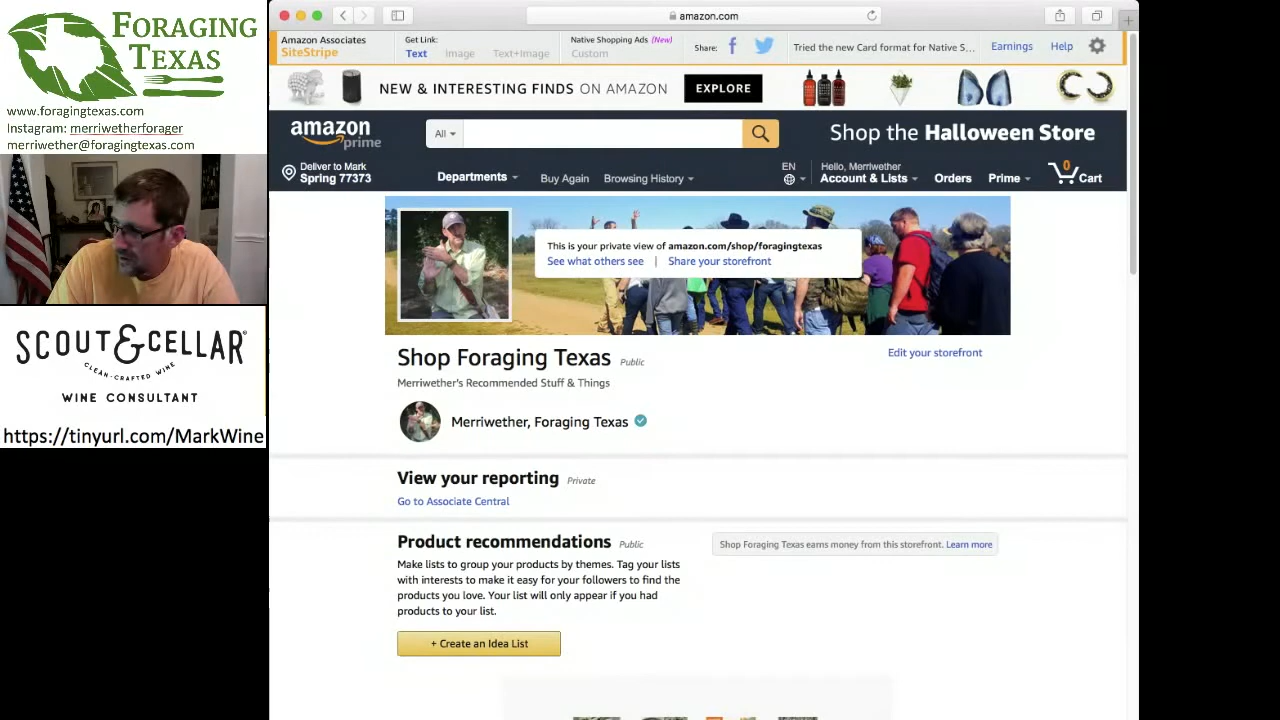 FORAGING
TEXAS
www.foragingtexas.com
Instagram: merriwetherforager
merriwether@foragingtexas.com
SCOUT & CELLAR®
CLEAN-CRAFTED WINE
WINE CONSULTANT
https://tinyurl.com/MarkWine
amazon.com
Amazon Associates
SiteStripe
Get Link:
Text Image Text+Image
Native Shopping Ads (New)
Custom
Share:
Tried the new Card format for Native S...
Earnings Help
NEW & INTERESTING FINDS ON AMAZON EXPLORE
amazon prime
All
Shop the Halloween Store
Deliver to Mark
Spring 77373
Departments Buy Again Browsing History
EN
Hello, Merriwether
Account & Lists Orders Prime 0 Cart
This is your private view of amazon.com/shop/foragingtexas
See what others see | Share your storefront
Shop Foraging Texas Public
Edit your storefront
Merriwether's Recommended Stuff & Things
Merriwether, Foraging Texas
View your reporting Private
Go to Associate Central
Product recommendations Public
Shop Foraging Texas earns money from this storefront. Learn more
Make lists to group your products by themes. Tag your lists
with interests to make it easy for your followers to find the
products you love. Your list will only appear if you had
products to your list.
+ Create an Idea List